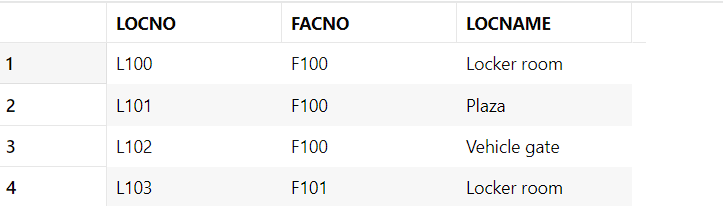 LOCNO FACNO LOCNAME
1 L100 F100 Locker room
2 L101 F100 Plaza
3 L102 F100 Vehicle gate
4 L103 F101 Locker room